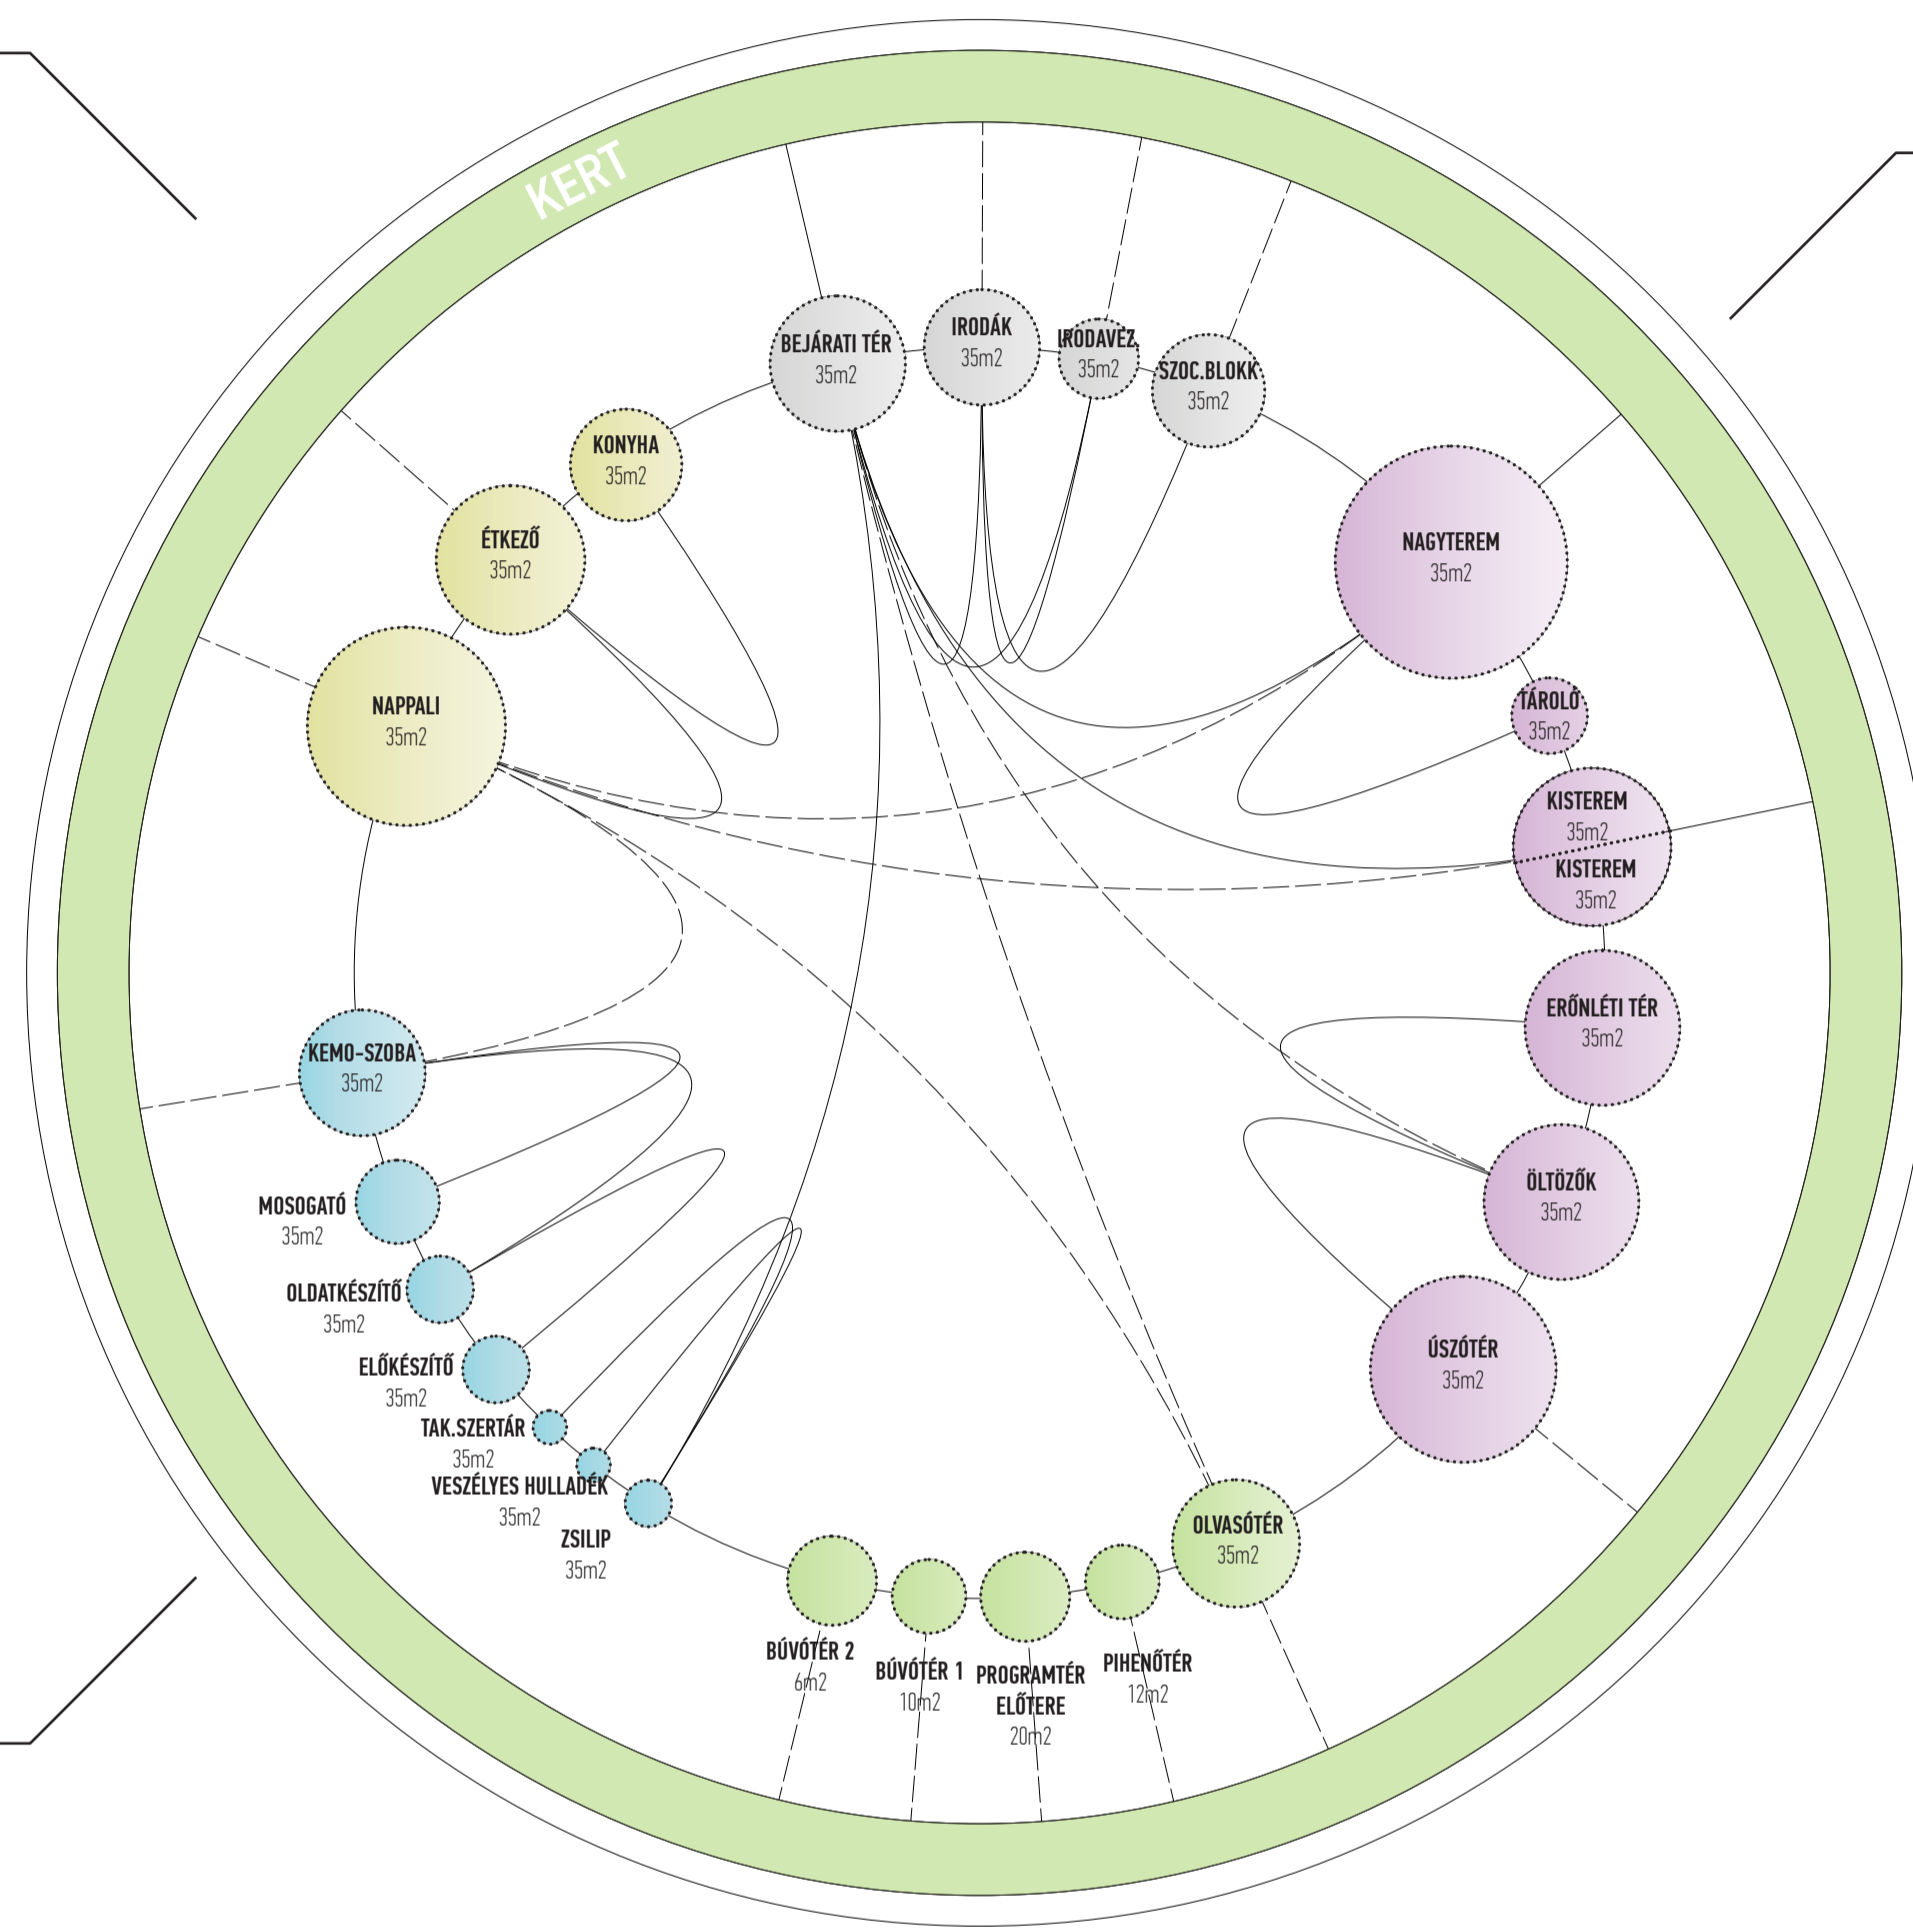 KERT
BEJÁRATI TÉR
35m2
IRODÁK
35m2
IRODAVEZ.
35m2
SZOC.BLOKK
35m2
NAGYTEREM
35m2
TÁROLÓ
35m2
KISTEREM
35m2
KISTEREM
35m2
ERŐNLÉTI TÉR
35m2
ÖLTÖZŐK
35m2
ÚSZÓTÉR
35m2
OLVASÓTÉR
35m2
PIHENŐTÉR
12m2
PROGRAMTÉR
ELŐTERE
20m2
BÚVÓTÉR 1
10m2
BÚVÓTÉR 2
6m2
ZSILIP
35m2
VESZÉLYES HULLADÉK
35m2
TAK.SZERTÁR
35m2
ELŐKÉSZÍTŐ
35m2
OLDATKÉSZÍTŐ
35m2
MOSOGATÓ
35m2
KEMO-SZOBA
35m2
NAPPALI
35m2
ÉTKEZŐ
35m2
KONYHA
35m2